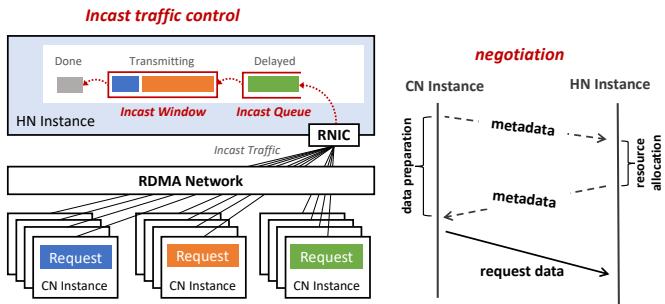 Incast traffic control
Done
Transmitting
Delayed
Incast Window
Incast Queue
HN Instance
RNIC
Incast Traffic
RDMA Network
Request
CN Instance
Request
CN Instance
Request
CN Instance
negotiation
CN Instance
HN Instance
metadata
data preparation
resource
allocation
metadata
request data